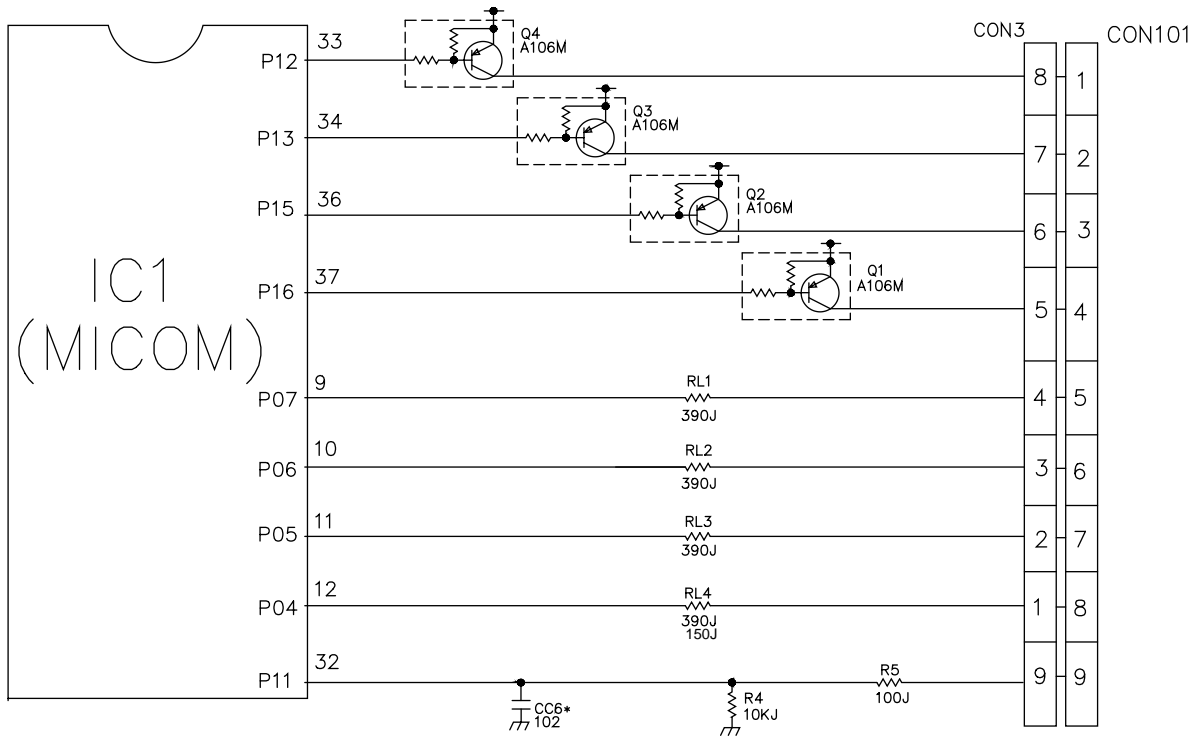 CON3 CON101
33
Q4
A106M
P12
8 1
34
Q3
A106M
P13
7 2
36
Q2
A106M
P15
6 3
IC1
(MICOM)
37
Q1
A106M
P16
5 4
9
RL1
P07
390J
4 5
10
RL2
P06
390J
3 6
11
RL3
P05
390J
2 7
12
RL4
P04
390J
150J
1 8
32
R5
P11
100J
9 9
CC6*
102
R4
10KJ